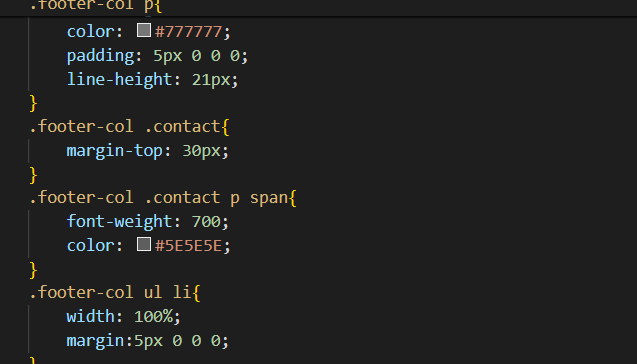 .footer-col p{
color: #777777;
padding: 5px 0 0 0;
line-height: 21px;
}
.footer-col .contact{
margin-top: 30px;
}
.footer-col .contact p span{
font-weight: 700;
color: #5E5E5E;
}
.footer-col ul li{
width: 100%;
margin:5px 0 0 0;
}